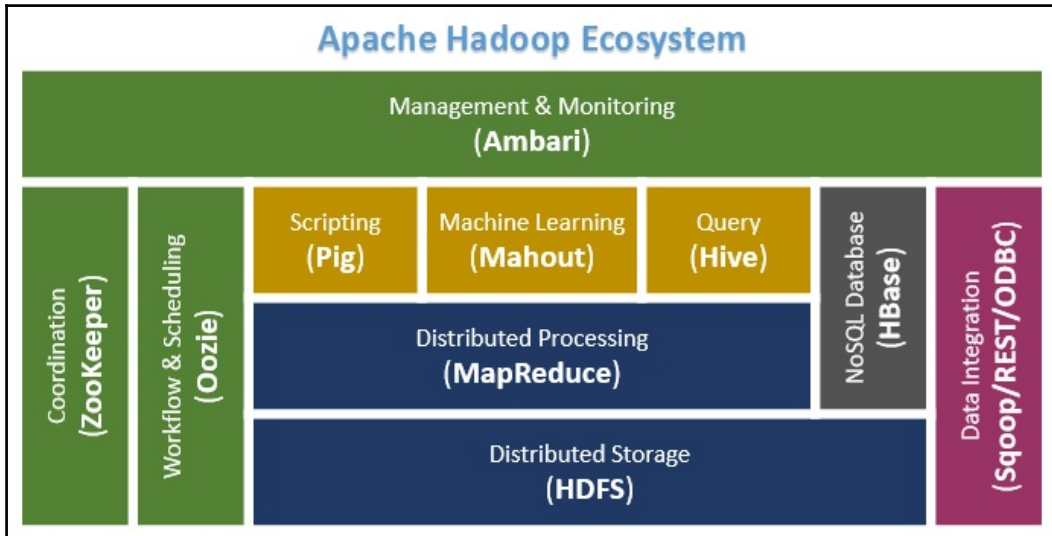 Apache Hadoop Ecosystem
Management & Monitoring
(Ambari)
Coordination
(ZooKeeper)
Workflow & Scheduling
(Oozie)
Scripting
(Pig)
Machine Learning
(Mahout)
Query
(Hive)
Distributed Processing
(MapReduce)
NoSQL Database
(HBase)
Distributed Storage
(HDFS)
Data Integration
(Sqoop/REST/ODBC)